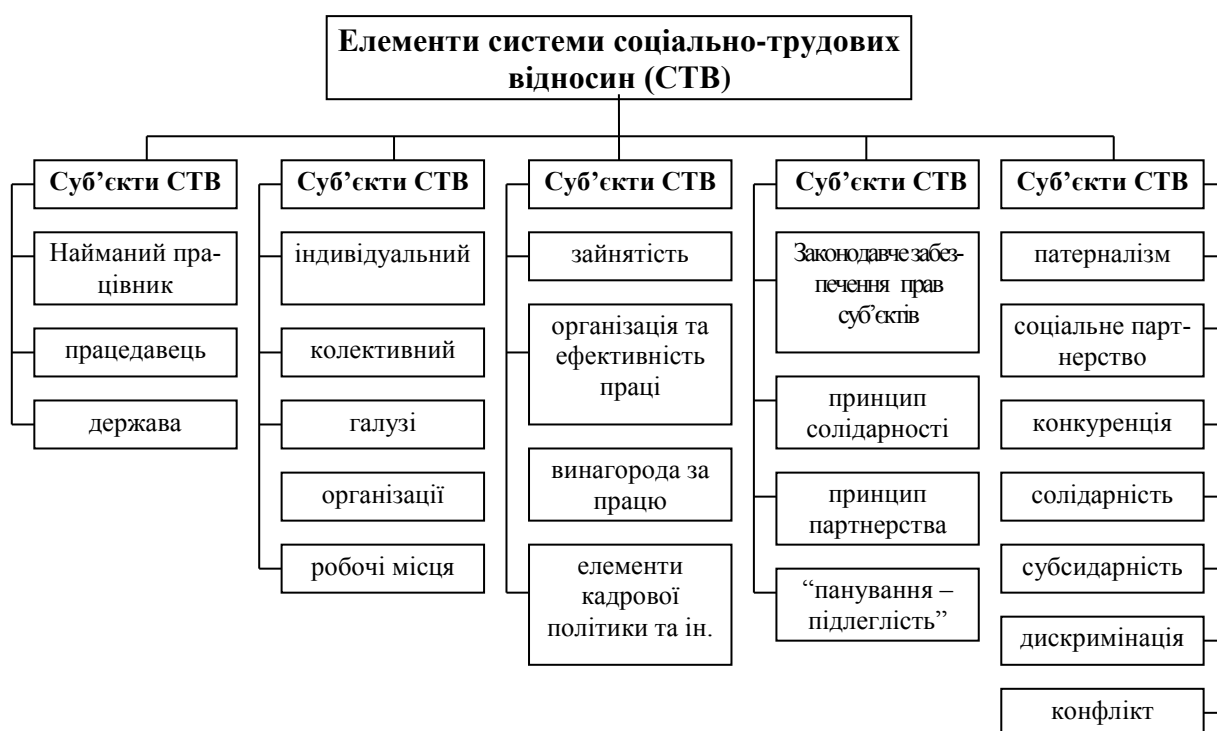 Елементи системи соціально-трудових
відносин (СТВ)
Суб’єкти СТВ
Найманий пра-
цівник
працедавець
держава
Суб’єкти СТВ
індивідуальний
колективний
галузі
організації
робочі місця
Суб’єкти СТВ
зайнятість
організація та
ефективність
праці
винагорода за
працю
елементи
кадрової
політики та ін.
Суб’єкти СТВ
Законодавче забез-
печення прав
суб’єктів
принцип
солідарності
принцип
партнерства
“панування –
підлеглість”
Суб’єкти СТВ
патерналізм
соціальне парт-
нерство
конкуренція
солідарність
субсидарність
дискримінація
конфлікт